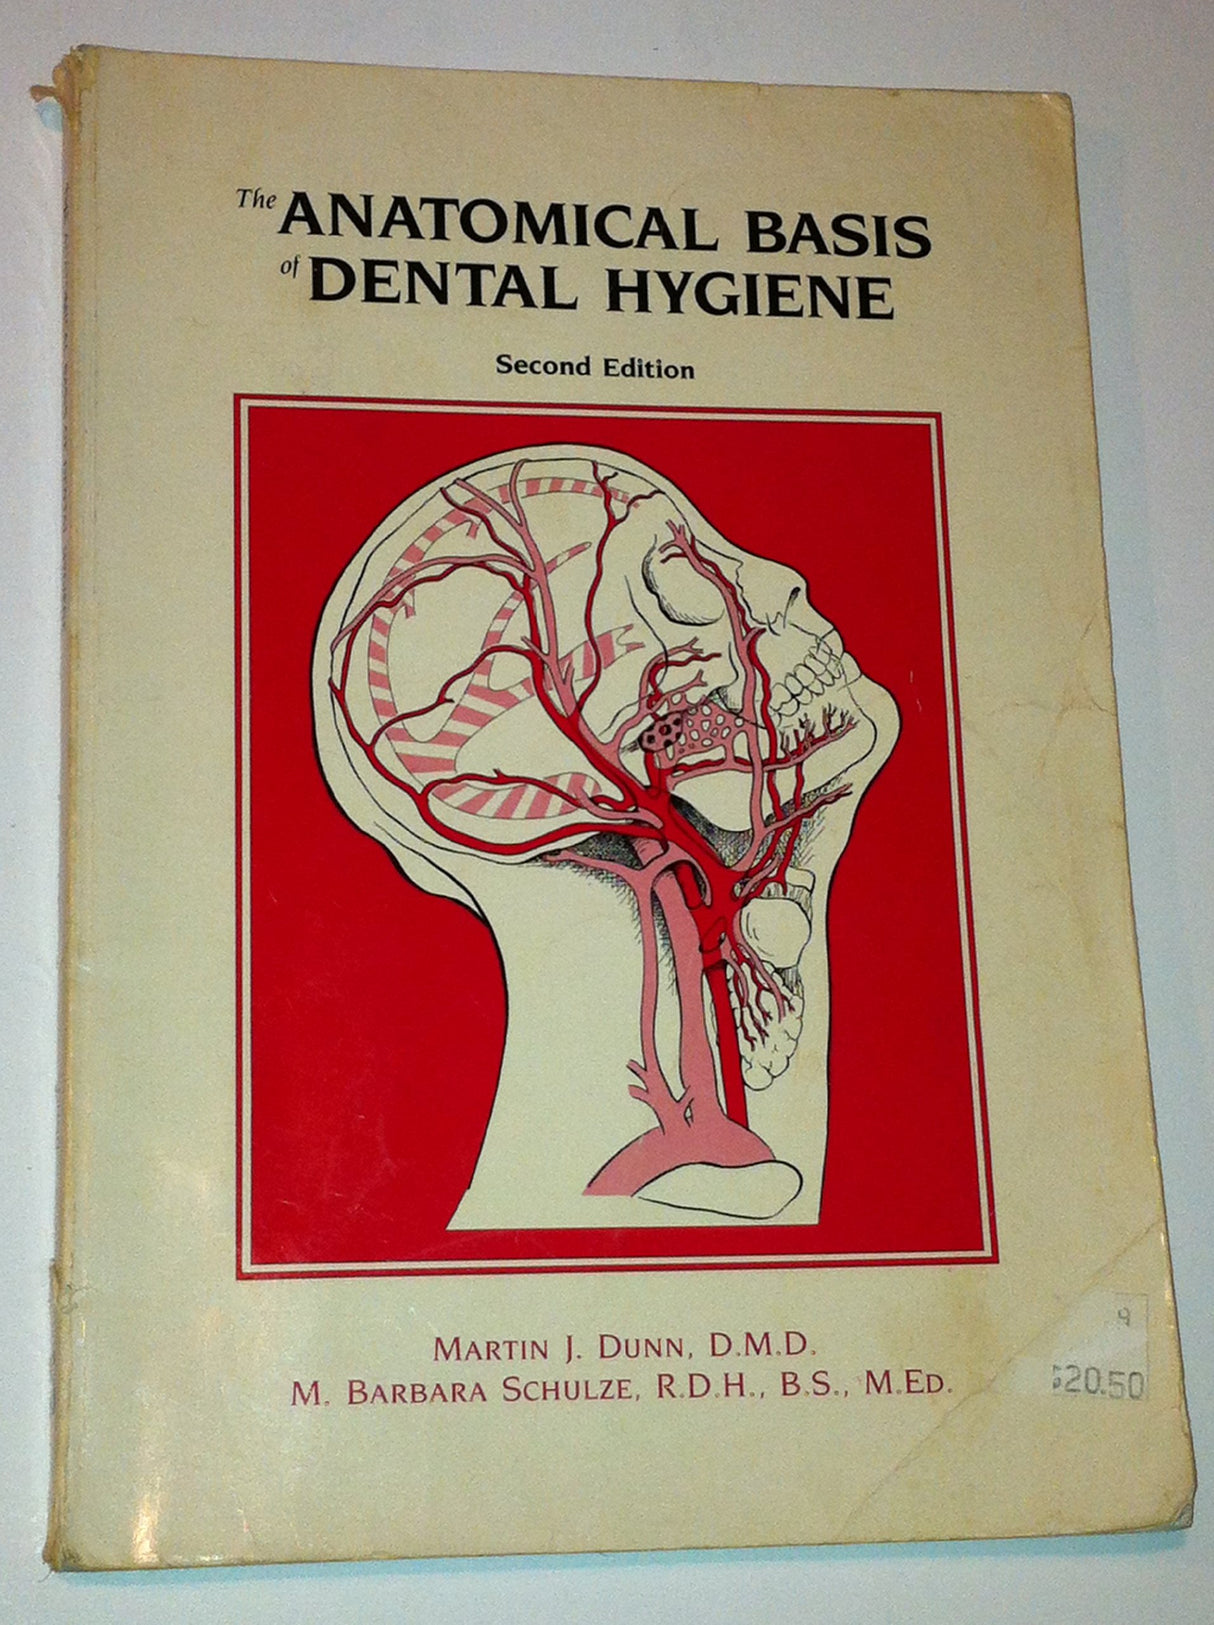 The ANATOMICAL BASIS
of DENTAL HYGIENE
Second Edition
MARTIN J. DUNN, D.M.D.
M. BARBARA SCHULZE, R.D.H., B.S., M.ED.
9
$20.50